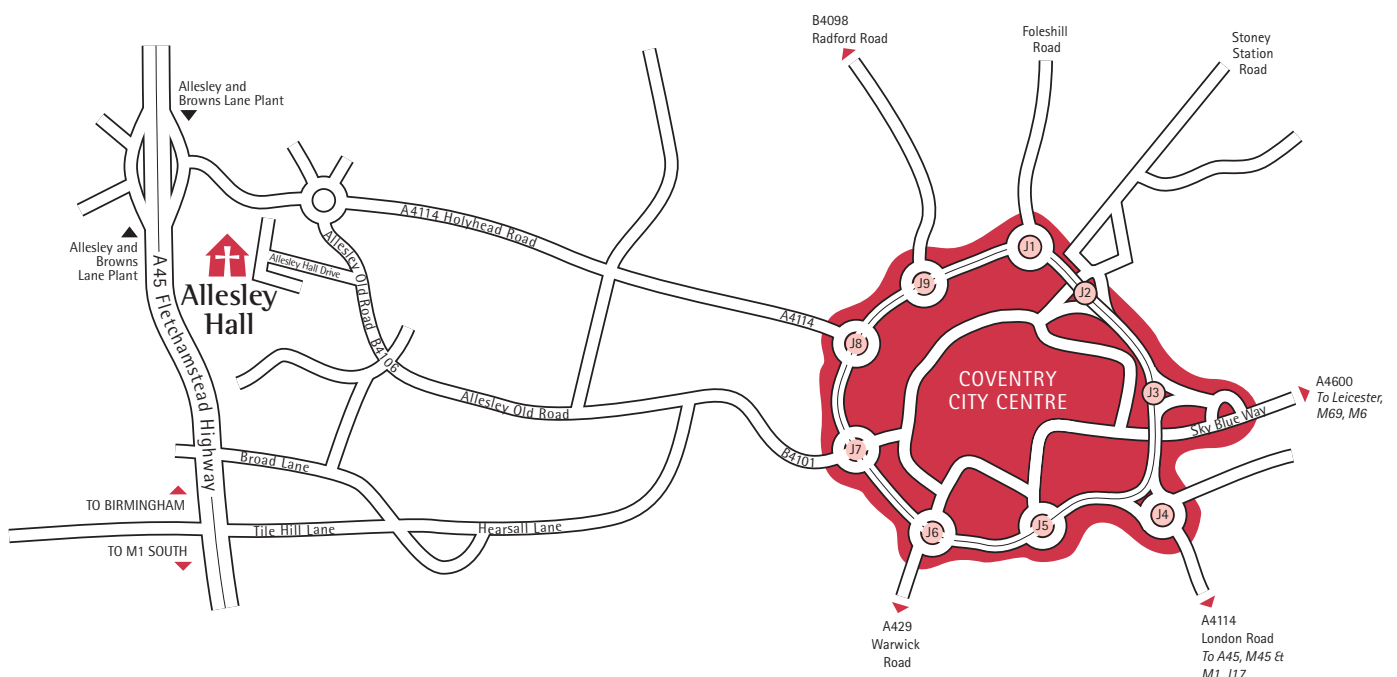 B4098
Radford Road
Foleshill
Road
Stoney
Station
Road
Allesley and
Browns Lane Plant
Allesley and
Browns
Lane Plant
A45 Fletchamstead Highway
Allesley
Hall
Allesley Hall Drive
Allesley Old Road
B4106
A4114 Holyhead Road
A4114
Allesley Old Road
B4101
Broad Lane
TO BIRMINGHAM
Tile Hill Lane
Hearsall Lane
TO M1 SOUTH
J1
J2
J3
J4
J5
J6
J7
J8
J9
COVENTRY
CITY CENTRE
Sky Blue Way
A4600
To Leicester,
M69, M6
A429
Warwick
Road
A4114
London Road
To A45, M45 &
M1, J17